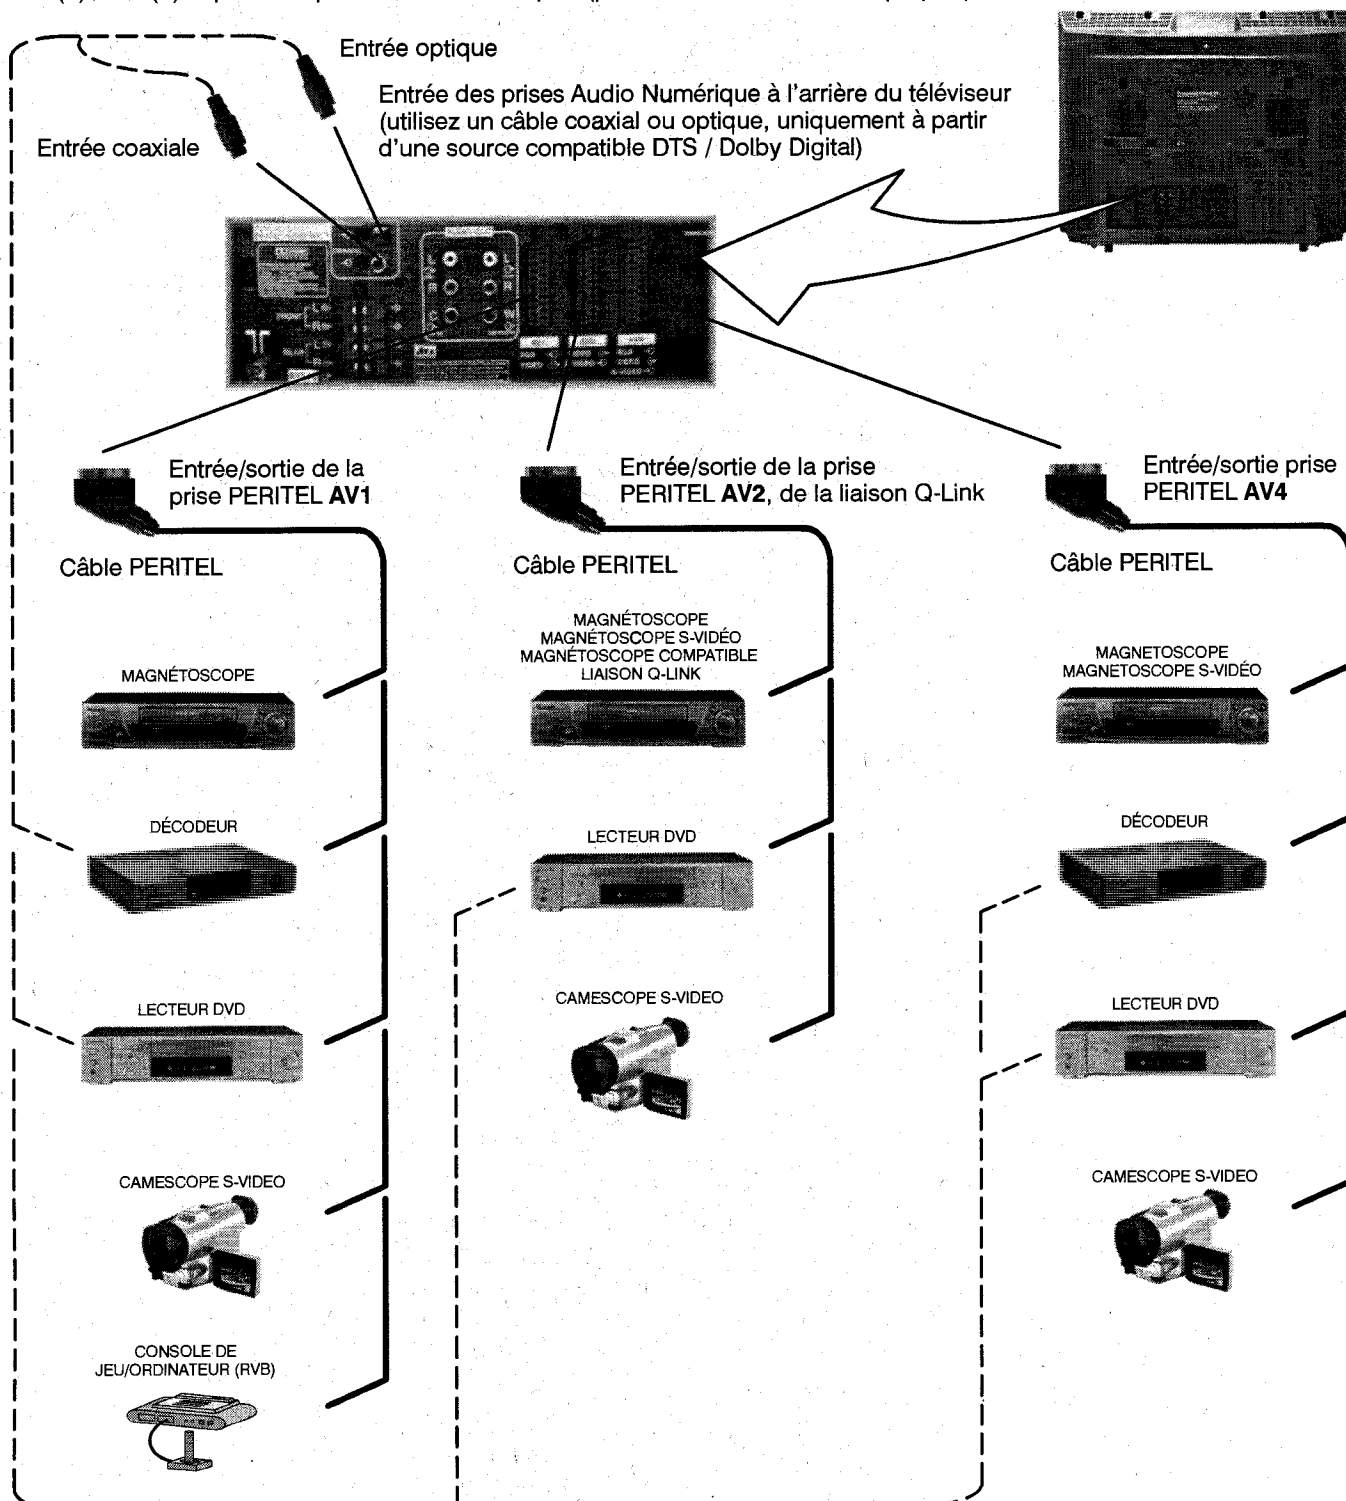 Entrée optique
Entrée des prises Audio Numérique à l'arrière du téléviseur
(utilisez un câble coaxial ou optique, uniquement à partir
d'une source compatible DTS / Dolby Digital)
Entrée coaxiale
Entrée/sortie de la
prise PERITEL AV1
Câble PERITEL
MAGNÉTOSCOPE
DÉCODEUR
LECTEUR DVD
CAMESCOPE S-VIDEO
CONSOLE DE
JEU/ORDINATEUR (RVB)
Entrée/sortie de la prise
PERITEL AV2, de la liaison Q-Link
Câble PERITEL
MAGNÉTOSCOPE
MAGNÉTOSCOPE S-VIDÉO
MAGNÉTOSCOPE COMPATIBLE
LIAISON Q-LINK
LECTEUR DVD
CAMESCOPE S-VIDEO
Entrée/sortie prise
PERITEL AV4
Câble PERITEL
MAGNETOSCOPE
MAGNETOSCOPE S-VIDÉO
DÉCODEUR
LECTEUR DVD
CAMESCOPE S-VIDEO